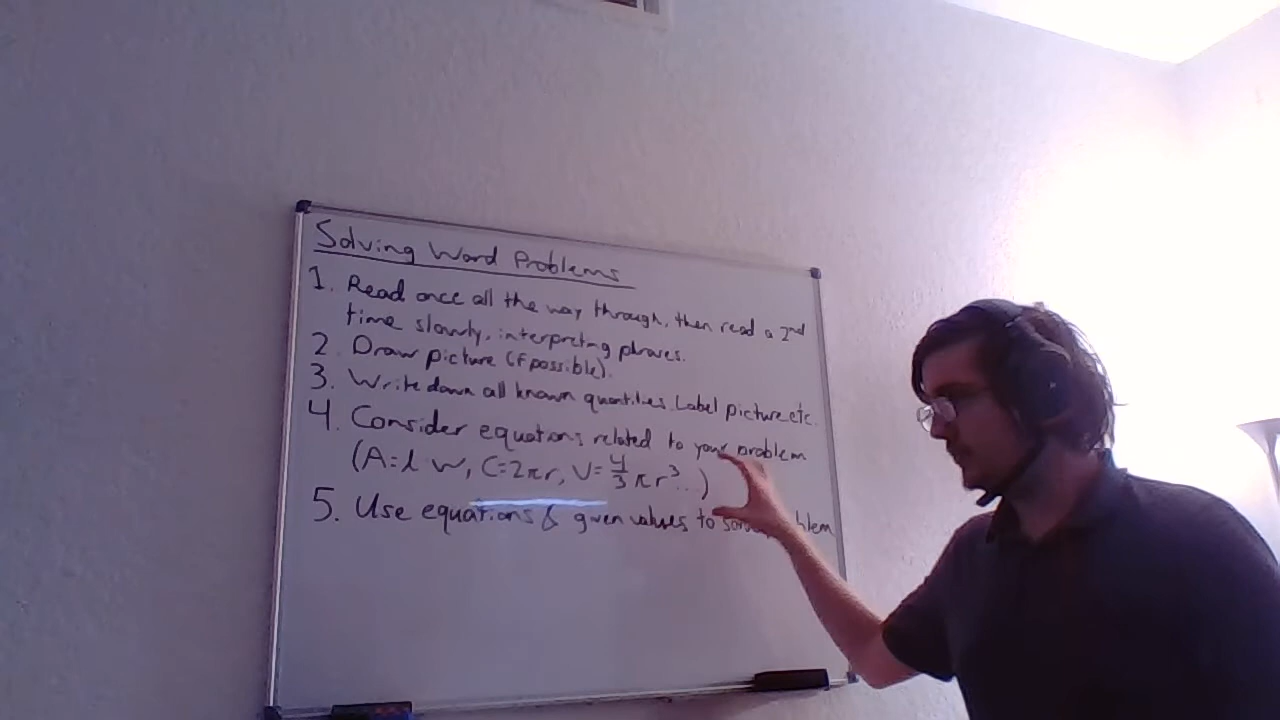 Solving Word Problems
1. Read once all the way through, then read a 2nd
time slowly, interpreting phrases.
2. Draw picture (if possible).
3. Write down all known quantities. Label picture etc.
4. Consider equations related to your problem
(A=l·w, C=2πr, V=4/3πr³...)
5. Use equations & given values to